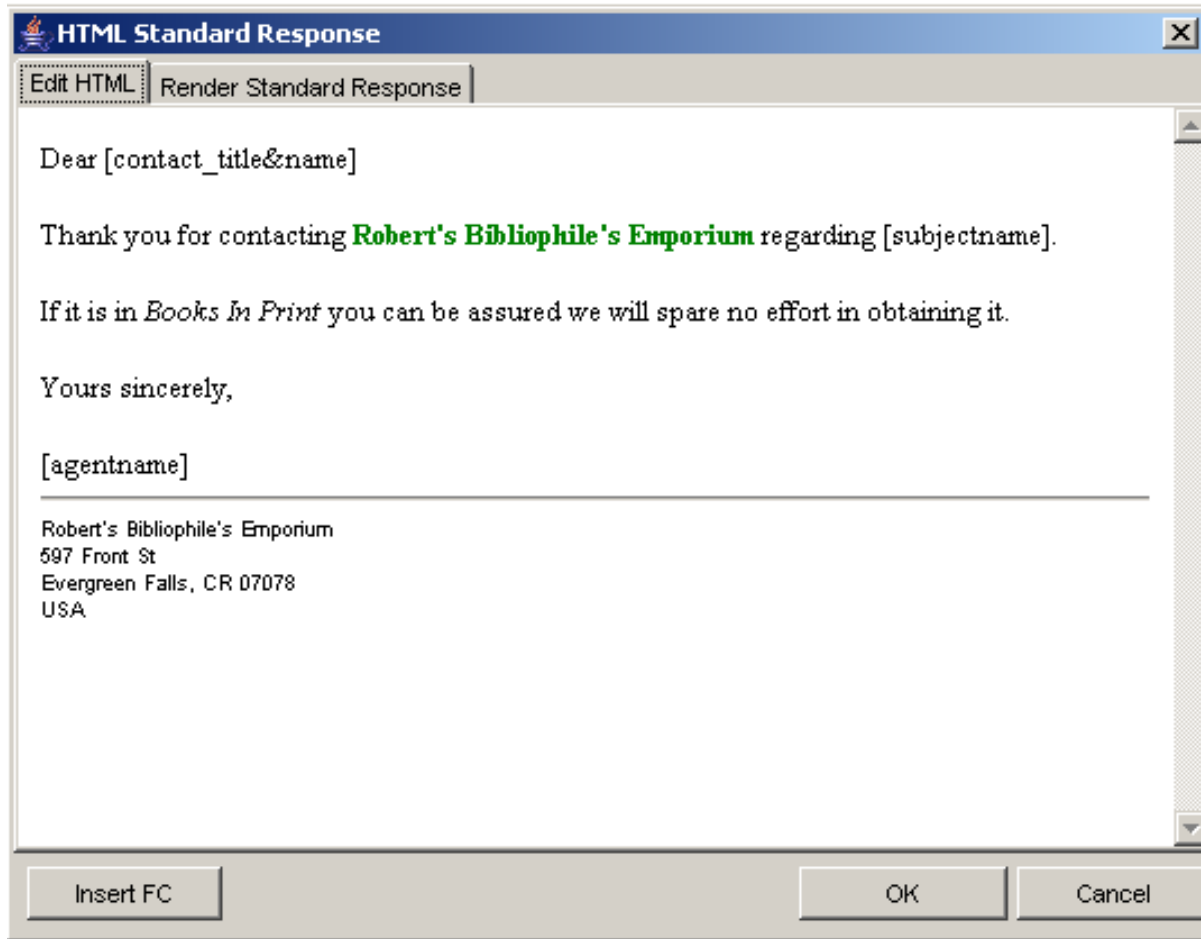 HTML Standard Response
Edit HTML
Render Standard Response
Dear [contact_title&name]
Thank you for contacting Robert's Bibliophile's Emporium regarding [subjectname].
If it is in Books In Print you can be assured we will spare no effort in obtaining it.
Yours sincerely,
[agentname]
Robert's Bibliophile's Emporium
597 Front St
Evergreen Falls, CR 07078
USA
Insert FC
OK
Cancel